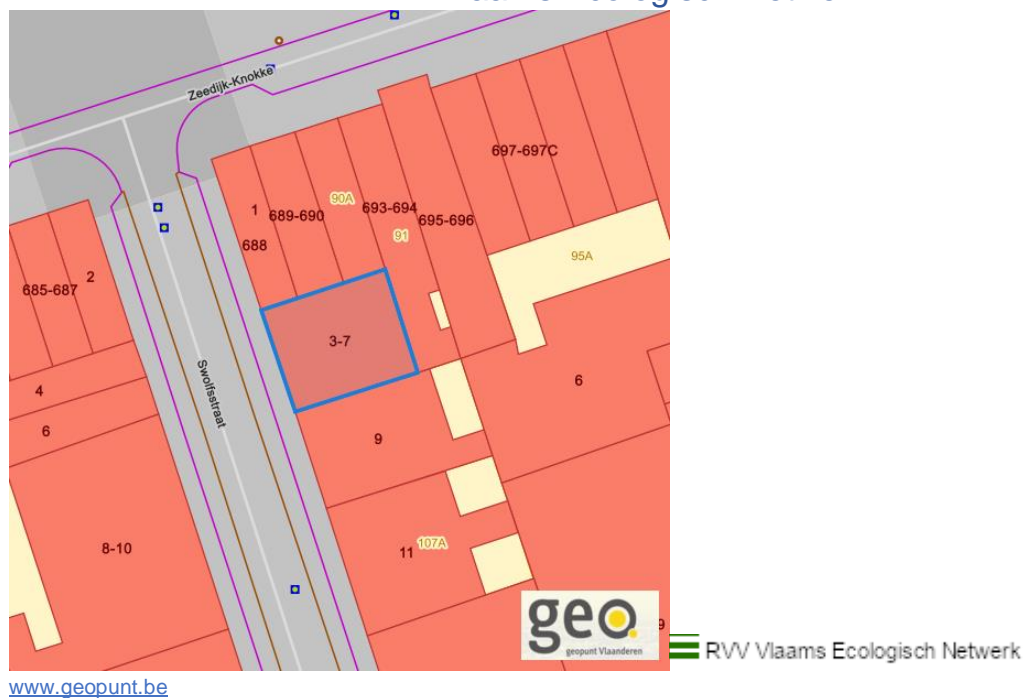 Zeedijk-Knokke
697-697C
90A
1
689-690
693-694
695-696
688
91
95A
2
685-687
3-7
Swolfsstraat
4
6
6
9
8-10
11
107A
geo
geopunt Vlaanderen
9
RVV Vlaams Ecologisch Netwerk
www.geopunt.be